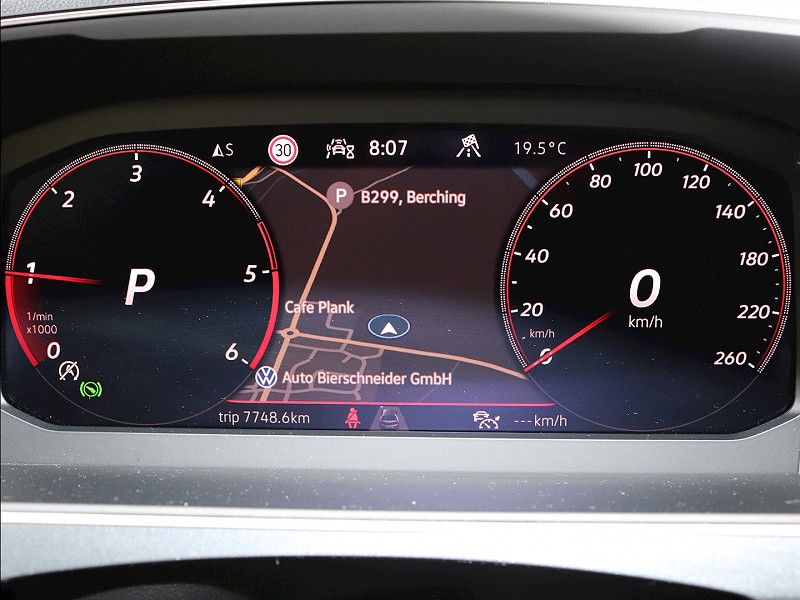 S 30 8:07 19.5°C
P B299, Berching
0 1 2 3 4 5 6
1/min
x1000
P
Cafe Plank
Auto Bierschneider GmbH
0 20 40 60 80 100 120 140 180 220 260
km/h
0
km/h
trip 7748.6km
--- km/h